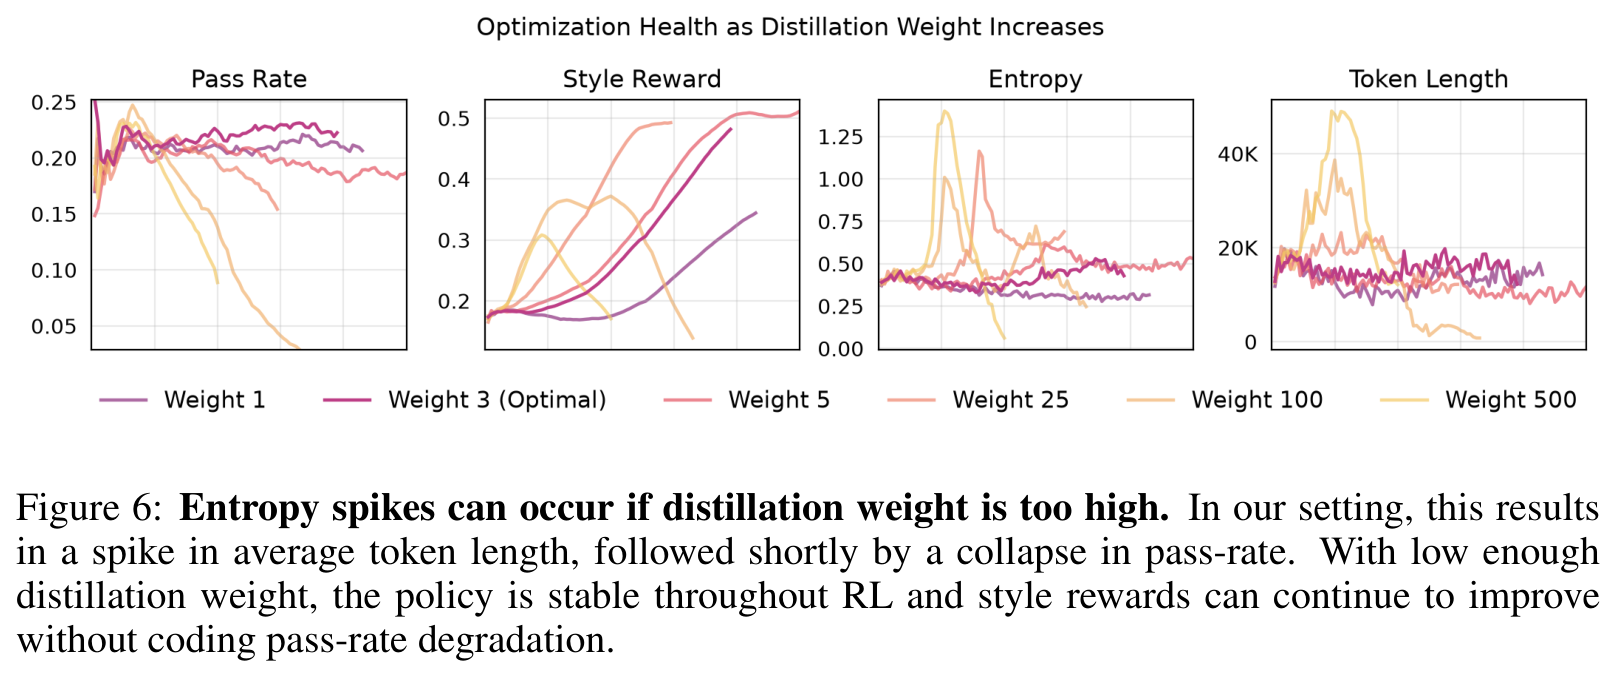 Optimization Health as Distillation Weight Increases
Pass Rate
Style Reward
Entropy
Token Length
0.25
0.20
0.15
0.10
0.05
0.5
0.4
0.3
0.2
1.25
1.00
0.75
0.50
0.25
0.00
40K
20K
0
Weight 1
Weight 3 (Optimal)
Weight 5
Weight 25
Weight 100
Weight 500
Figure 6: Entropy spikes can occur if distillation weight is too high. In our setting, this results
in a spike in average token length, followed shortly by a collapse in pass-rate. With low enough
distillation weight, the policy is stable throughout RL and style rewards can continue to improve
without coding pass-rate degradation.